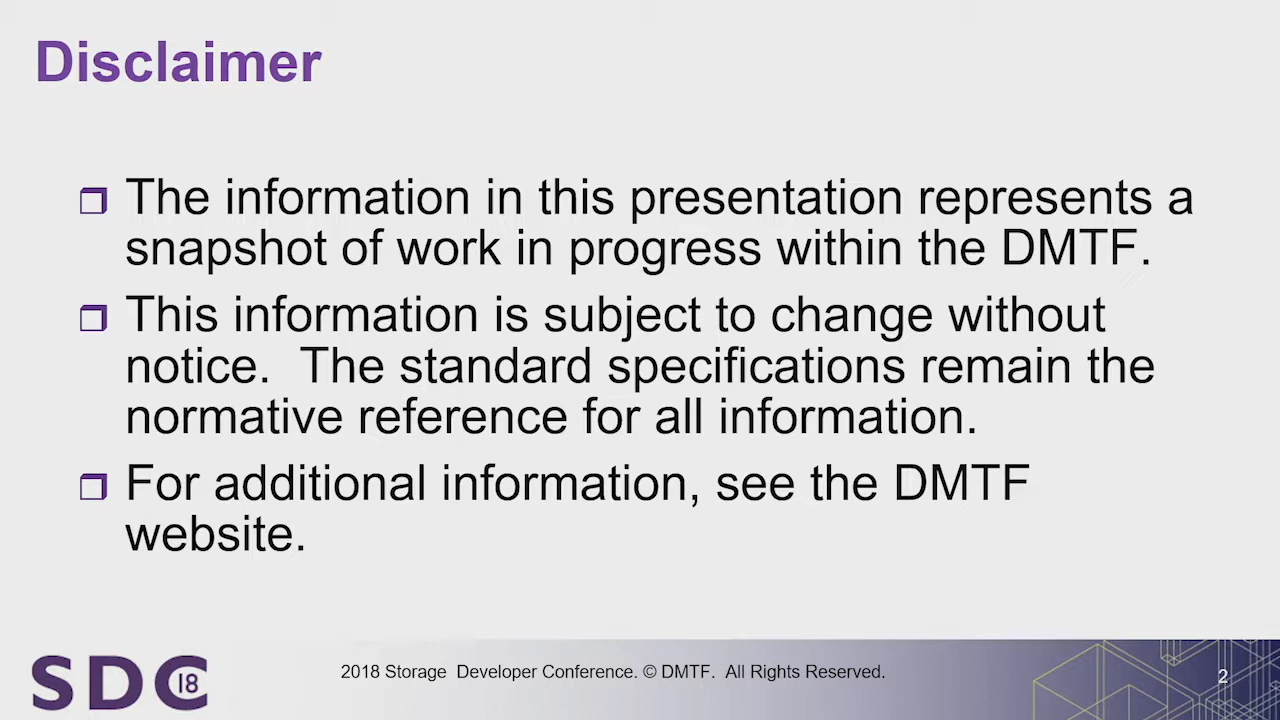 Disclaimer
The information in this presentation represents a
snapshot of work in progress within the DMTF.
This information is subject to change without
notice.  The standard specifications remain the
normative reference for all information.
For additional information, see the DMTF
website.
SDC 18
2018 Storage  Developer Conference. © DMTF.  All Rights Reserved.
2